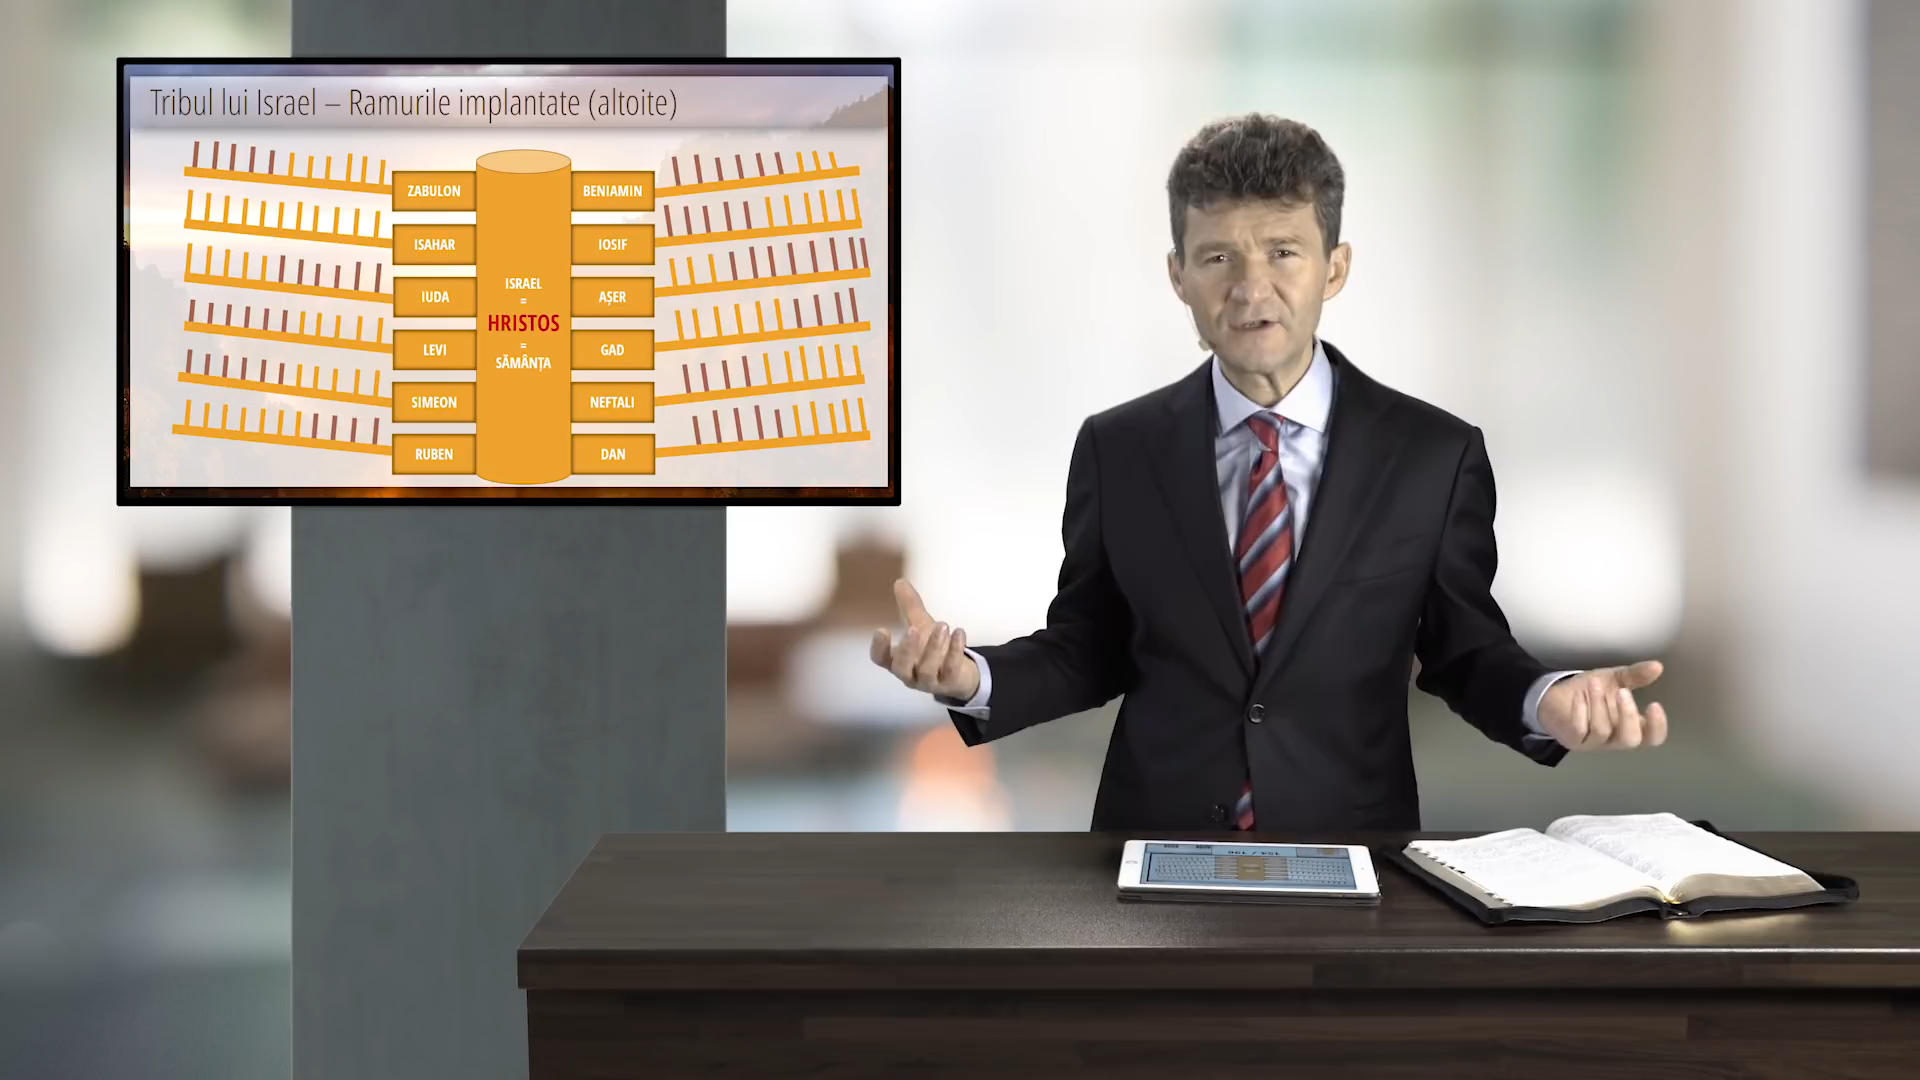 Tribul lui Israel – Ramurile implantate (altoite)
ZABULON
BENIAMIN
ISAHAR
IOSIF
IUDA
AȘER
LEVI
GAD
SIMEON
NEFTALI
RUBEN
DAN
ISRAEL
=
HRISTOS
=
SĂMÂNȚA